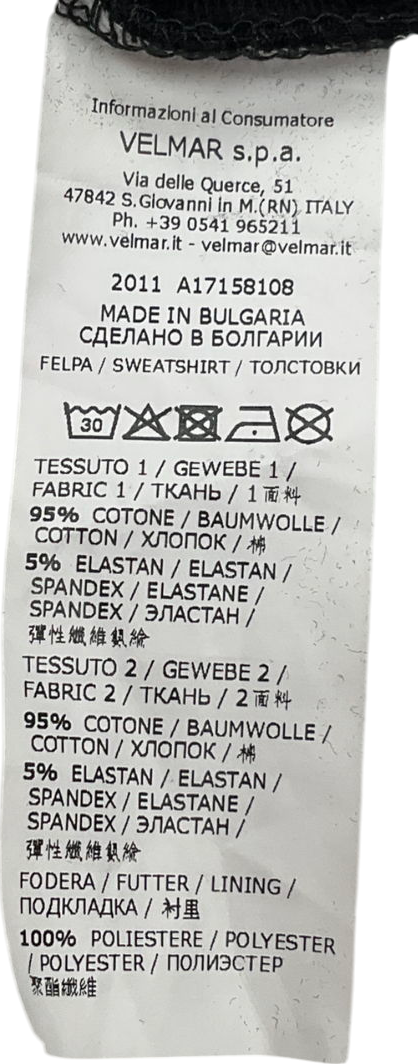 Informazioni al Consumatore
VELMAR s.p.a.
Via delle Querce, 51
47842 S.Giovanni in M.(RN) ITALY
Ph. +39 0541 965211
www.velmar.it - velmar@velmar.it
2011 A17158108
MADE IN BULGARIA
СДЕЛАНО В БОЛГАРИИ
FELPA / SWEATSHIRT / ТОЛСТОВКИ
30
TESSUTO 1 / GEWEBE 1 /
FABRIC 1 / ТКАНЬ / 1 面料
95% COTONE / BAUMWOLLE /
COTTON / ХЛОПОК / 棉
5% ELASTAN / ELASTAN /
SPANDEX / ELASTANE /
SPANDEX / ЭЛАСТАН /
彈性纖維氨綸
TESSUTO 2 / GEWEBE 2 /
FABRIC 2 / ТКАНЬ / 2 面料
95% COTONE / BAUMWOLLE /
COTTON / ХЛОПОК / 棉
5% ELASTAN / ELASTAN /
SPANDEX / ELASTANE /
SPANDEX / ЭЛАСТАН /
彈性纖維氨綸
FODERA / FUTTER / LINING /
ПОДКЛАДКА / 衬里
100% POLIESTERE / POLYESTER
/ POLYESTER / ПОЛИЭСТЕР
聚酯纖維